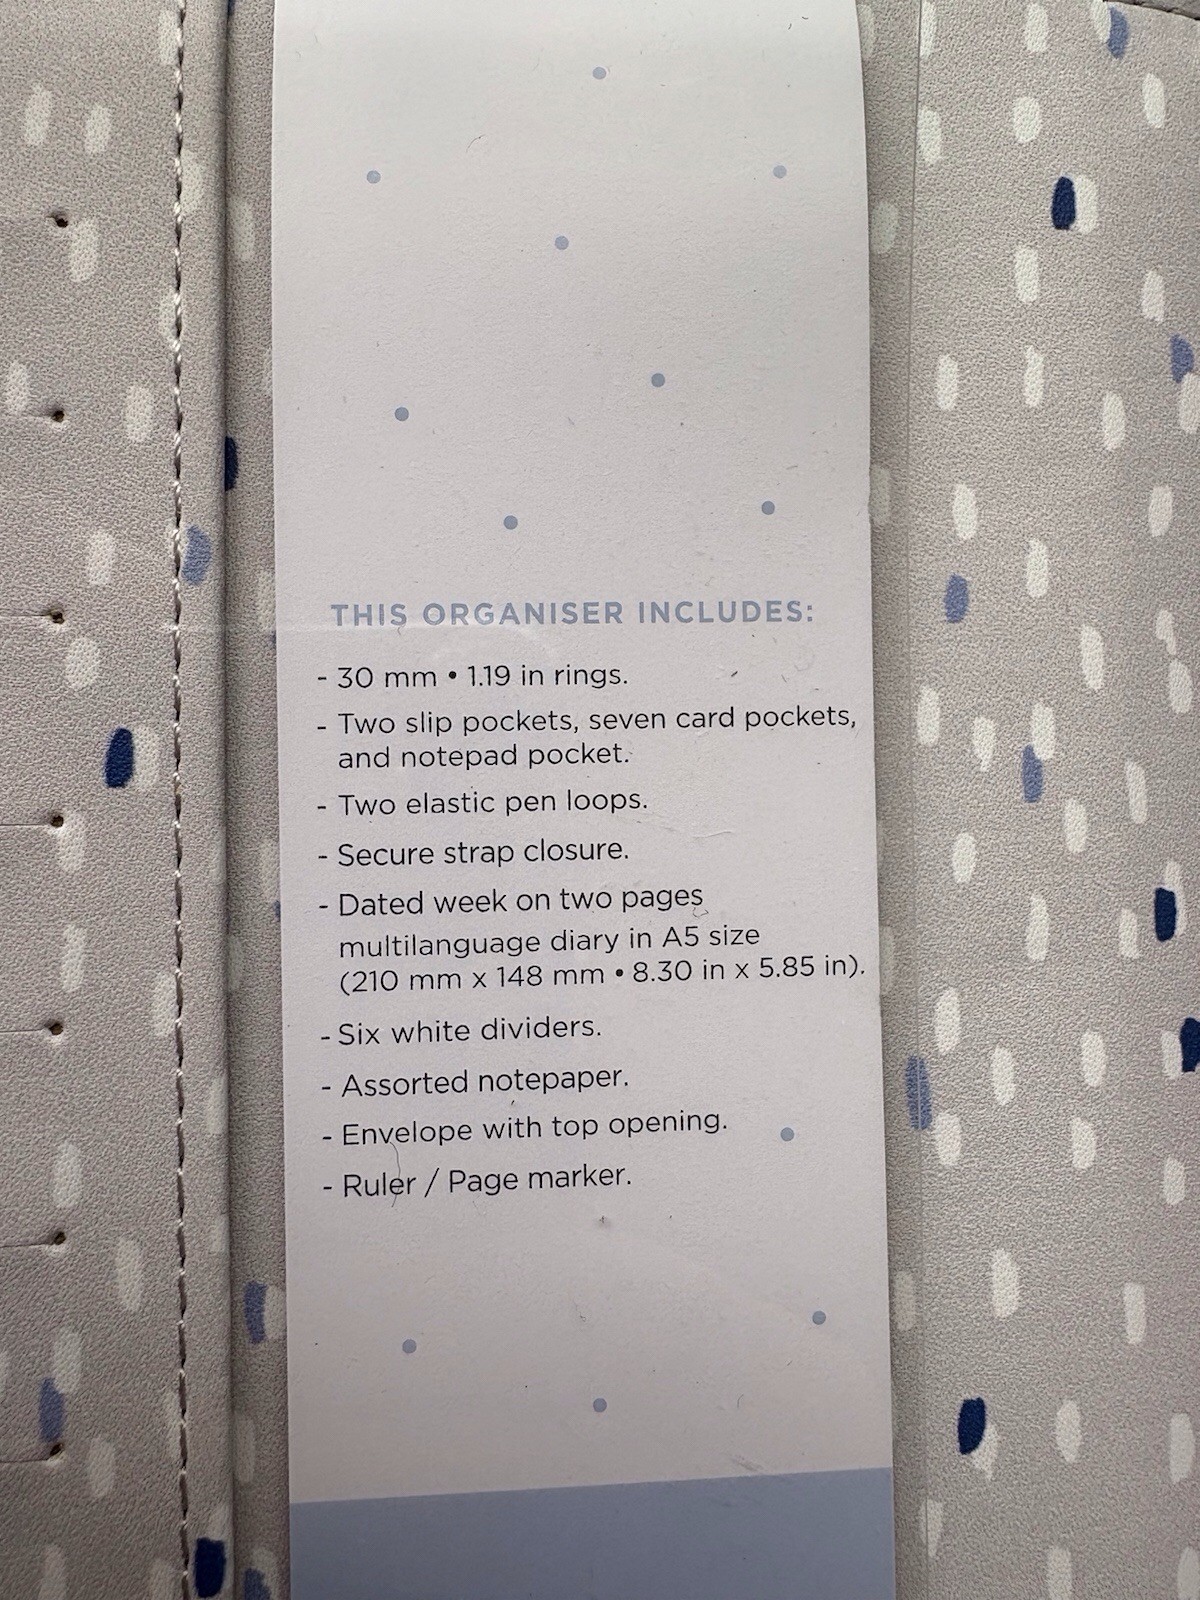 THIS ORGANISER INCLUDES:
- 30 mm • 1.19 in rings.
- Two slip pockets, seven card pockets,
and notepad pocket.
- Two elastic pen loops.
- Secure strap closure.
- Dated week on two pages
multilanguage diary in A5 size
(210 mm x 148 mm • 8.30 in x 5.85 in).
- Six white dividers.
- Assorted notepaper.
- Envelope with top opening.
- Ruler / Page marker.